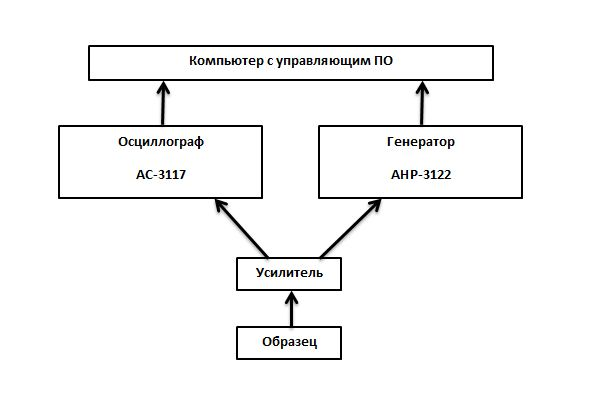 Компьютер с управляющим ПО
Осциллограф
АС-3117
Генератор
АНР-3122
Усилитель
Образец